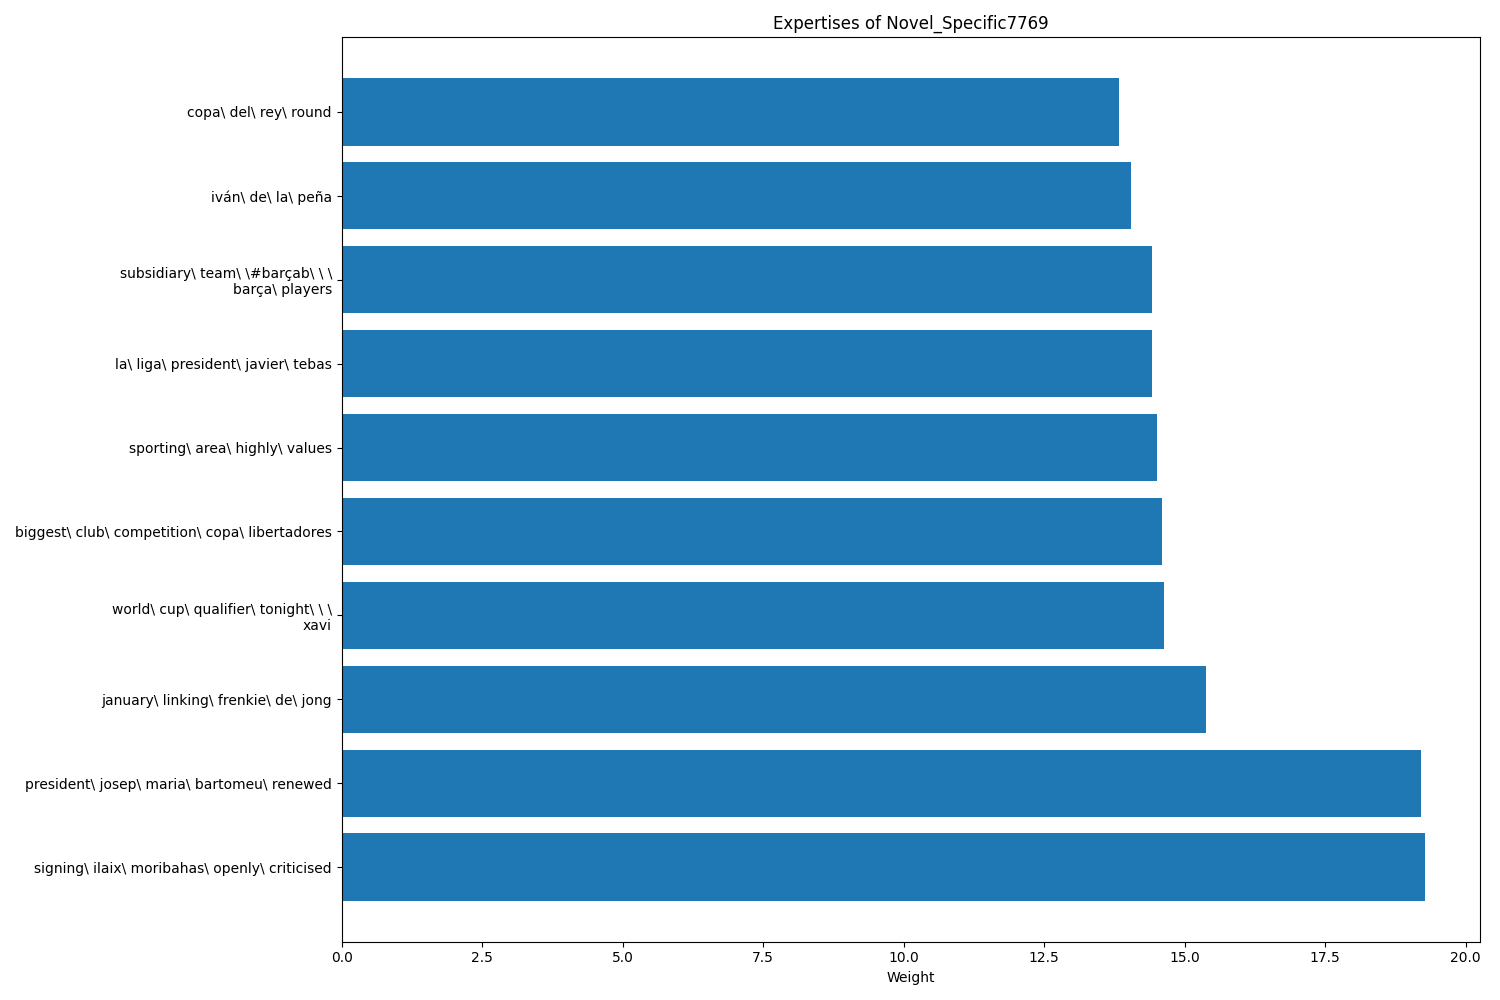 Expertises of Novel_Specific7769
copa\ del\ rey\ round
iván\ de\ la\ peña
subsidiary\ team\ \#barçab\ \ \
barça\ players
la\ liga\ president\ javier\ tebas
sporting\ area\ highly\ values
biggest\ club\ competition\ copa\ libertadores
world\ cup\ qualifier\ tonight\ \ \
xavi
january\ linking\ frenkie\ de\ jong
president\ josep\ maria\ bartomeu\ renewed
signing\ ilaix\ moribahas\ openly\ criticised
0.0 2.5 5.0 7.5 10.0 12.5 15.0 17.5 20.0
Weight